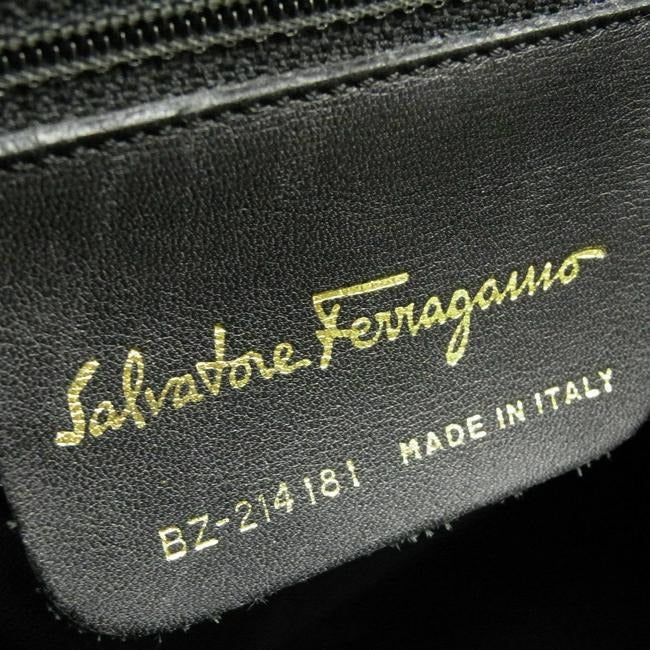 Salvatore Ferragamo
BZ-214181 MADE IN ITALY